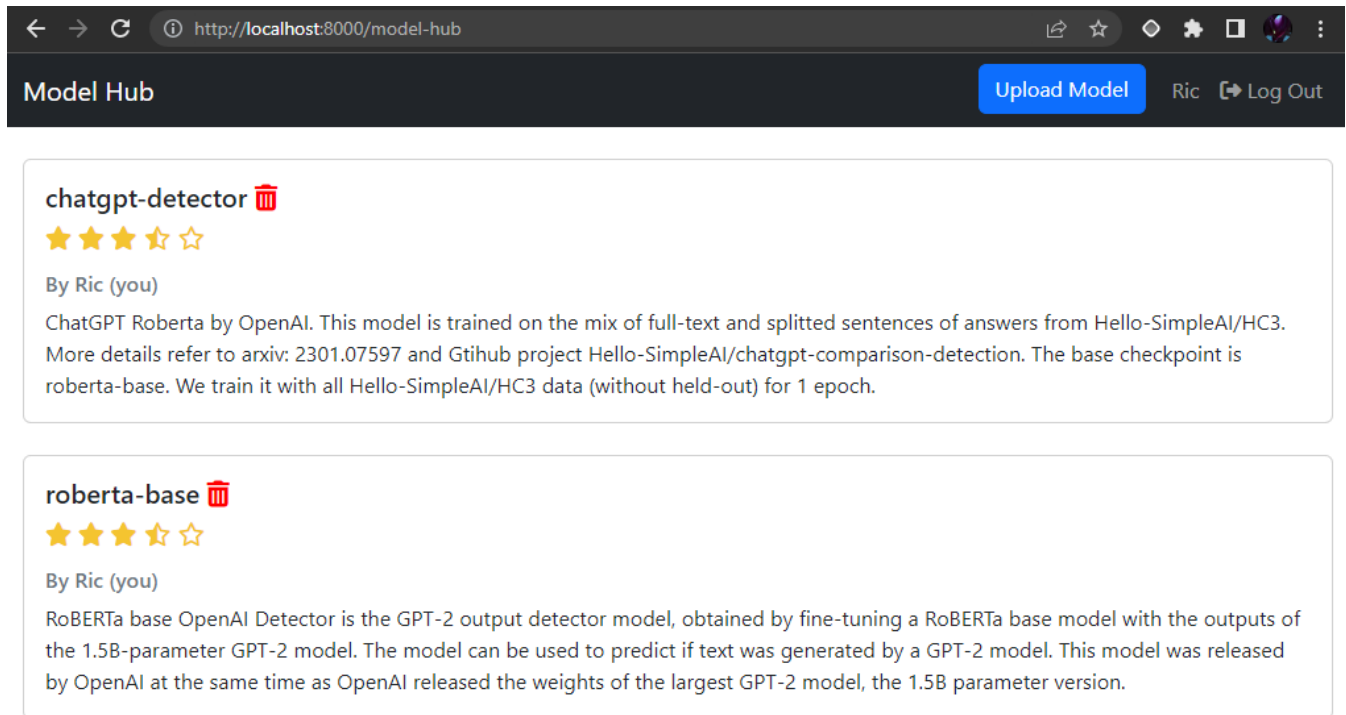 http://localhost:8000/model-hub
Model Hub
Upload Model
Ric
Log Out
chatgpt-detector
By Ric (you)
ChatGPT Roberta by OpenAI. This model is trained on the mix of full-text and splitted sentences of answers from Hello-SimpleAI/HC3.
More details refer to arxiv: 2301.07597 and Gtihub project Hello-SimpleAI/chatgpt-comparison-detection. The base checkpoint is
roberta-base. We train it with all Hello-SimpleAI/HC3 data (without held-out) for 1 epoch.
roberta-base
By Ric (you)
RoBERTa base OpenAI Detector is the GPT-2 output detector model, obtained by fine-tuning a RoBERTa base model with the outputs of
the 1.5B-parameter GPT-2 model. The model can be used to predict if text was generated by a GPT-2 model. This model was released
by OpenAI at the same time as OpenAI released the weights of the largest GPT-2 model, the 1.5B parameter version.